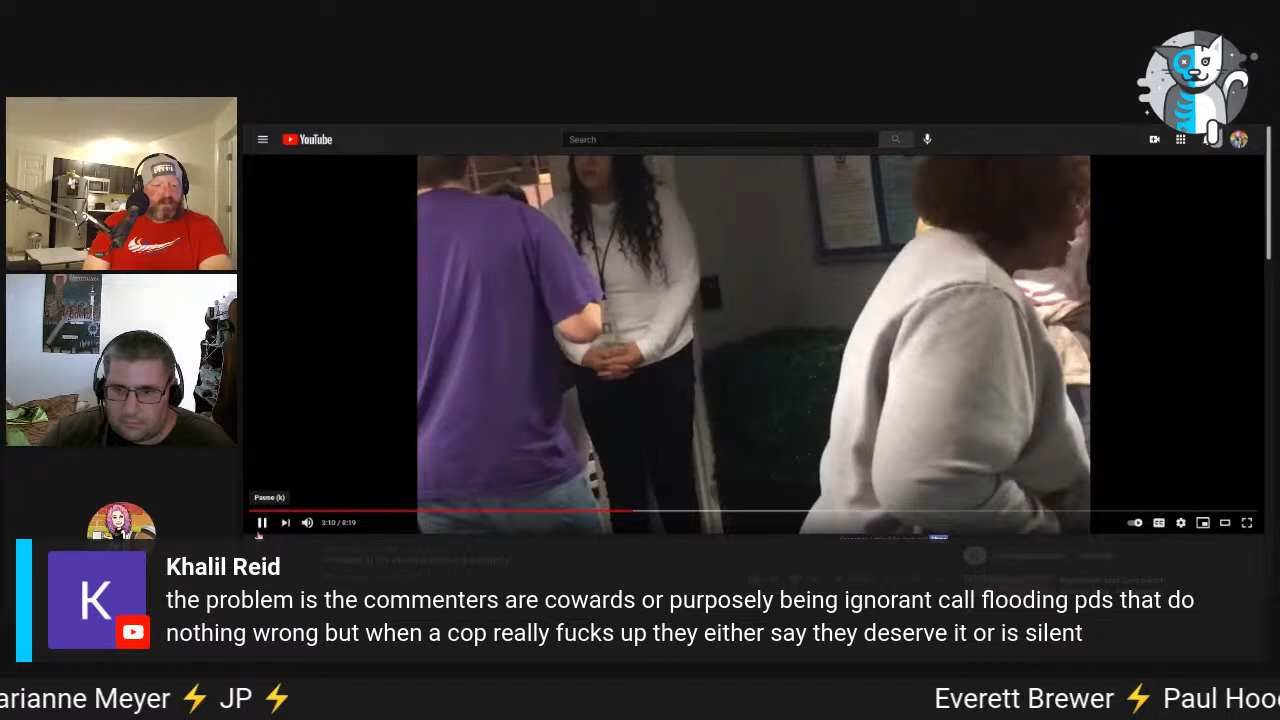 YouTube
Search
Pause (k)
3:10 / 8:19
K
Khalil Reid
the problem is the commenters are cowards or purposely being ignorant call flooding pds that do
nothing wrong but when a cop really fucks up they either say they deserve it or is silent
arianne Meyer ⚡ JP ⚡
Everett Brewer ⚡ Paul Hoo